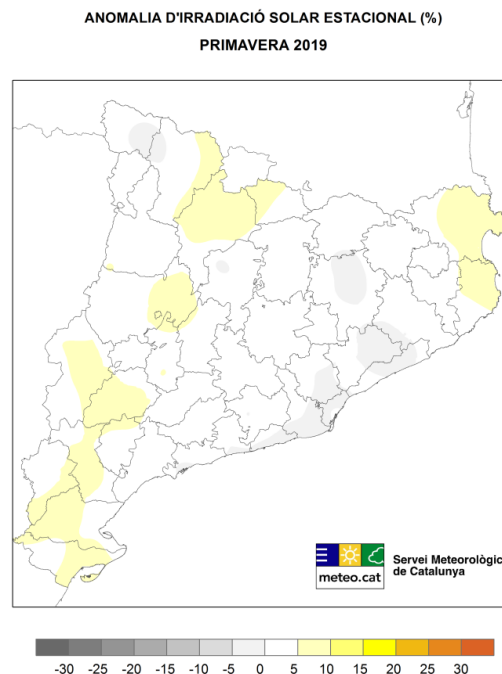 ANOMALIA D'IRRADIACIÓ SOLAR ESTACIONAL (%)
PRIMAVERA 2019
meteo.cat
Servei Meteorològic
de Catalunya
-30 -25 -20 -15 -10 -5 0 5 10 15 20 25 30